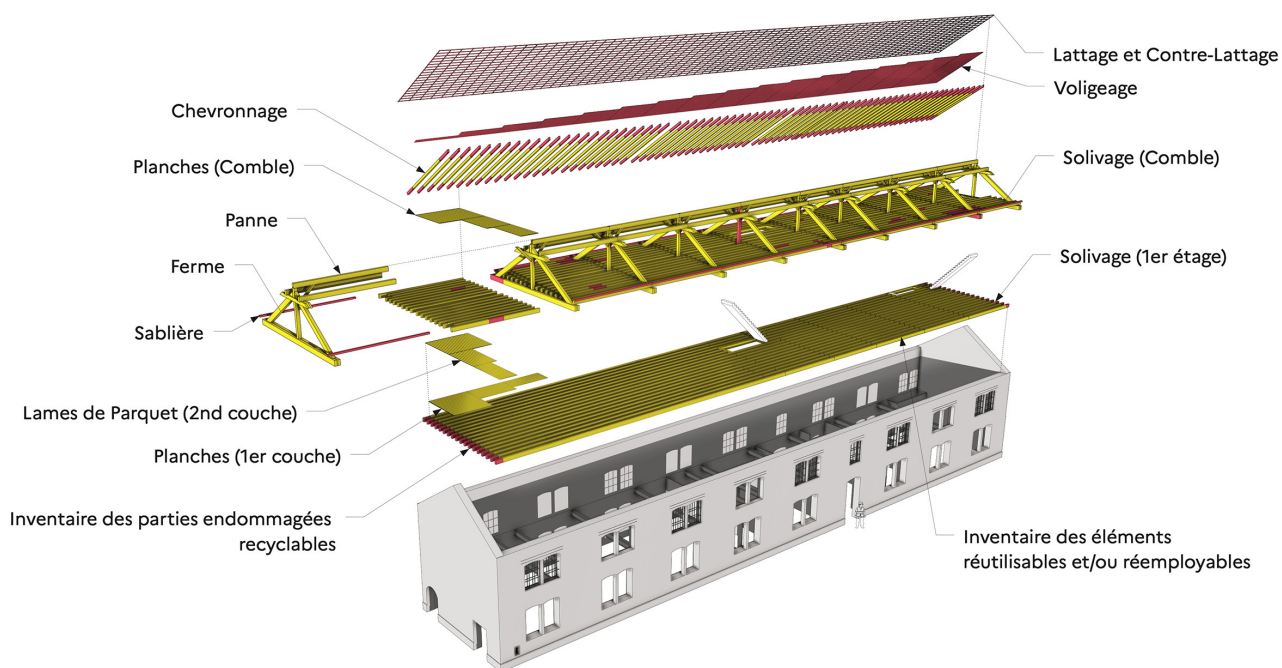 Lattage et Contre-Lattage
Voligeage
Chevronnage
Planches (Comble)
Solivage (Comble)
Panne
Ferme
Solivage (1er étage)
Sablière
Lames de Parquet (2nd couche)
Planches (1er couche)
Inventaire des parties endommagées
recyclables
Inventaire des éléments
réutilisables et/ou réemployables